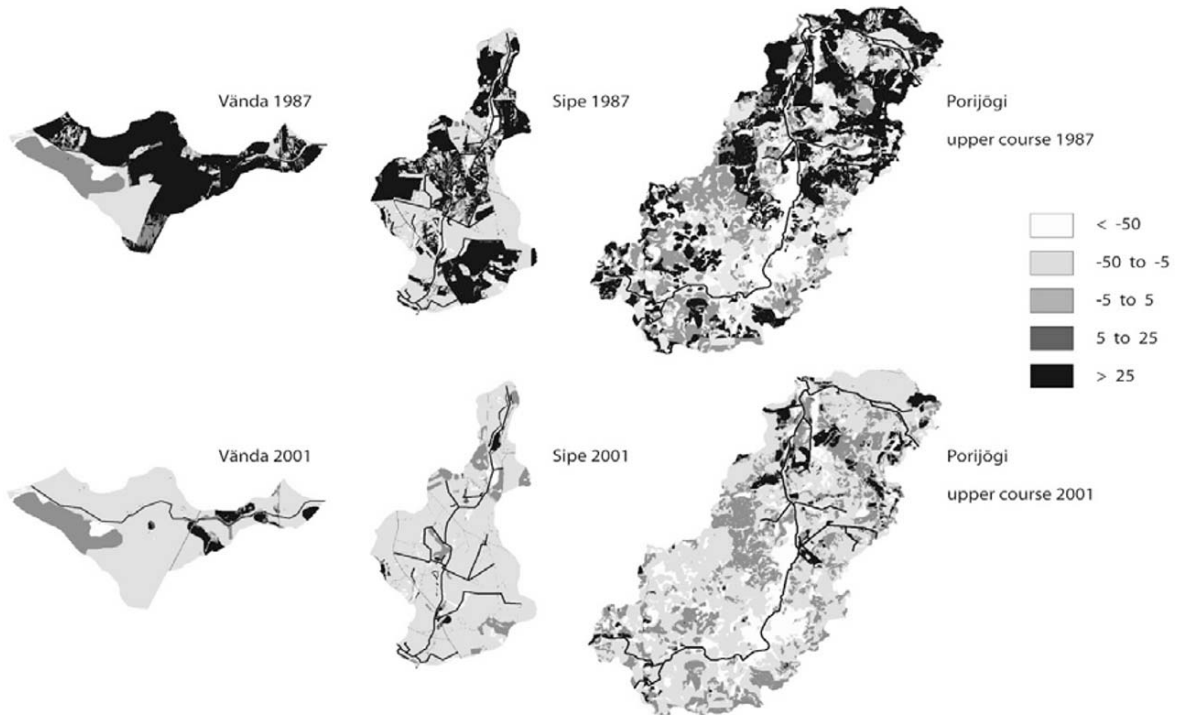 Vända 1987
Sipe 1987
Porijõgi
upper course 1987
< -50
-50 to -5
-5 to 5
5 to 25
> 25
Vända 2001
Sipe 2001
Porijõgi
upper course 2001